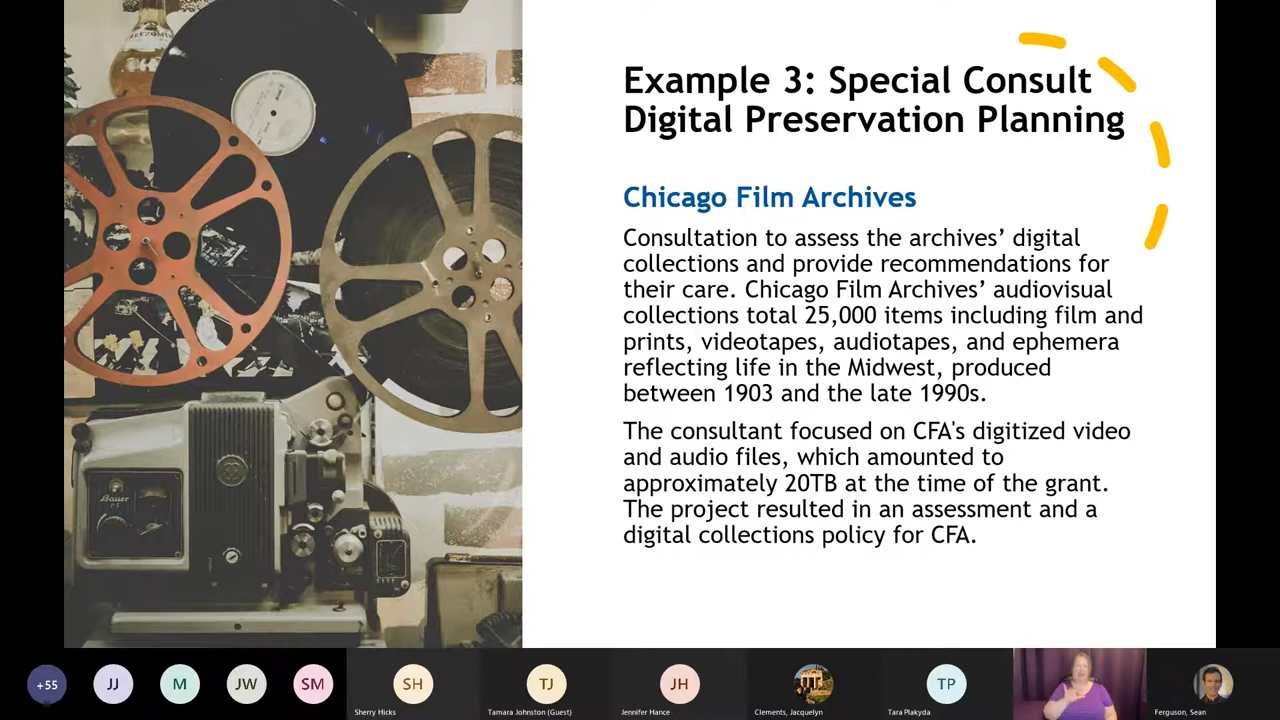 Example 3: Special Consult
Digital Preservation Planning
Chicago Film Archives
Consultation to assess the archives’ digital
collections and provide recommendations for
their care. Chicago Film Archives’ audiovisual
collections total 25,000 items including film and
prints, videotapes, audiotapes, and ephemera
reflecting life in the Midwest, produced
between 1903 and the late 1990s.
The consultant focused on CFA's digitized video
and audio files, which amounted to
approximately 20TB at the time of the grant.
The project resulted in an assessment and a
digital collections policy for CFA.
Bauer
+55
JJ
M
JW
SM
SH
TJ
JH
TP
Sherry Hicks
Tamara Johnston (Guest)
Jennifer Hance
Clements, Jacquelyn
Tara Plakyda
Ferguson, Sean